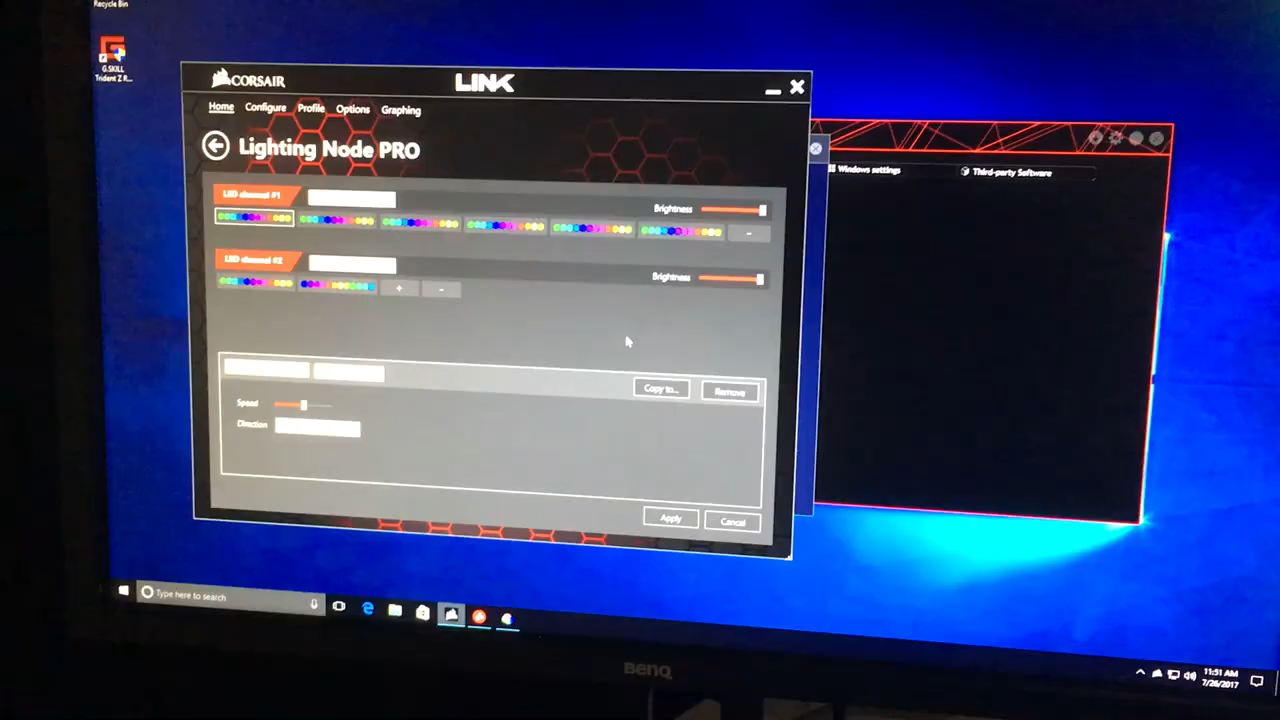 Recycle Bin
G.SKILL
Trident Z R...
CORSAIR
LINK
Home Configure Profile Options Graphing
Lighting Node PRO
LED channel #1
Brightness
-
LED channel #2
Brightness
+ -
Copy to... Remove
Speed
Direction
Apply Cancel
Windows settings Third-party Software
Type here to search
11:51 AM
7/26/2017
BenQ